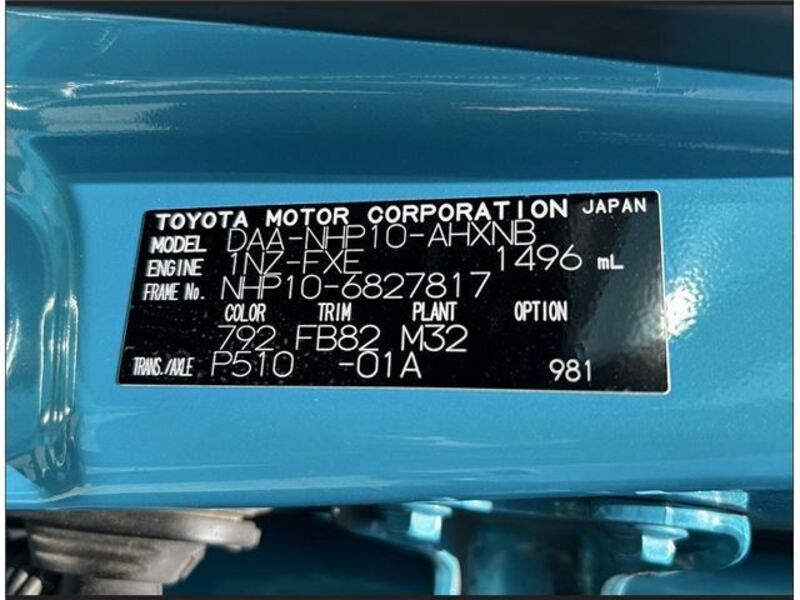 TOYOTA MOTOR CORPORATION JAPAN
MODEL DAA-NHP10-AHXNB
ENGINE 1NZ-FXE 1496 mL
FRAME No. NHP10-6827817
COLOR TRIM PLANT OPTION
792 FB82 M32
TRANS./AXLE P510 -01A 981